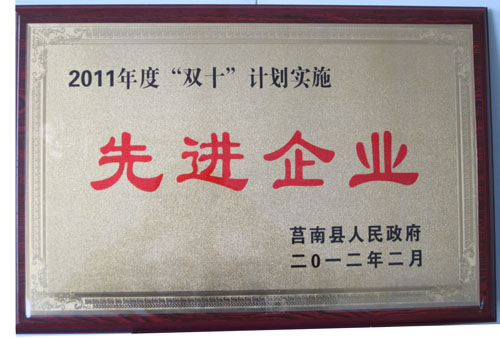 2011年度“双十”计划实施
先进企业
莒南县人民政府
二0一二年二月